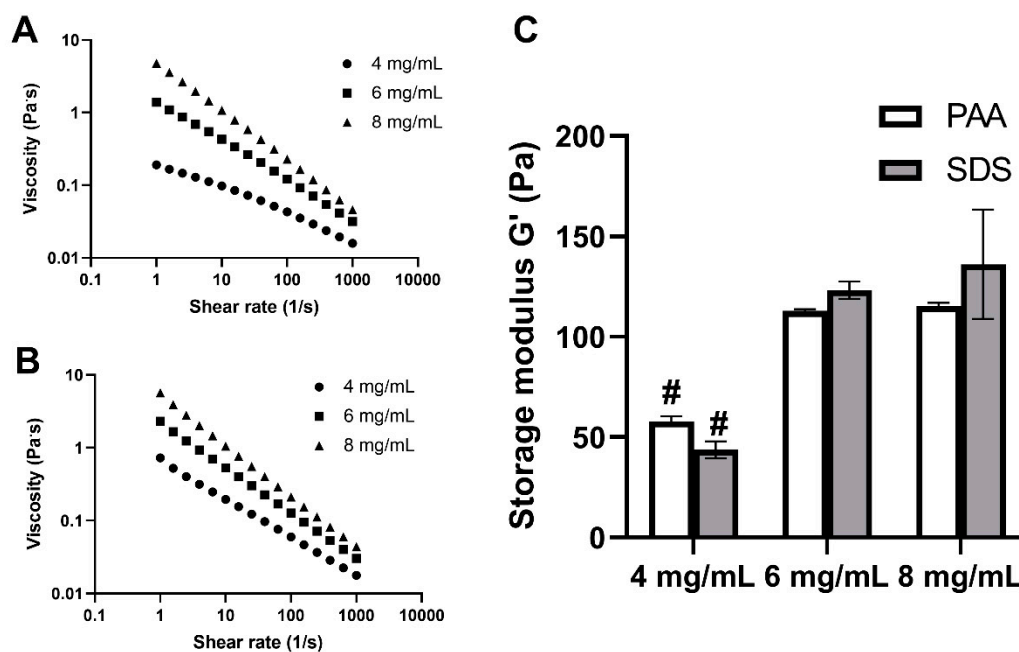 A
10
1
0.1
0.01
Viscosity (Pa·s)
4 mg/mL
6 mg/mL
8 mg/mL
0.1 1 10 100 1000 10000
Shear rate (1/s)
B
10
1
0.1
0.01
Viscosity (Pa·s)
4 mg/mL
6 mg/mL
8 mg/mL
0.1 1 10 100 1000 10000
Shear rate (1/s)
C
PAA
SDS
Storage modulus G' (Pa)
200
150
100
50
0
# #
4 mg/mL 6 mg/mL 8 mg/mL